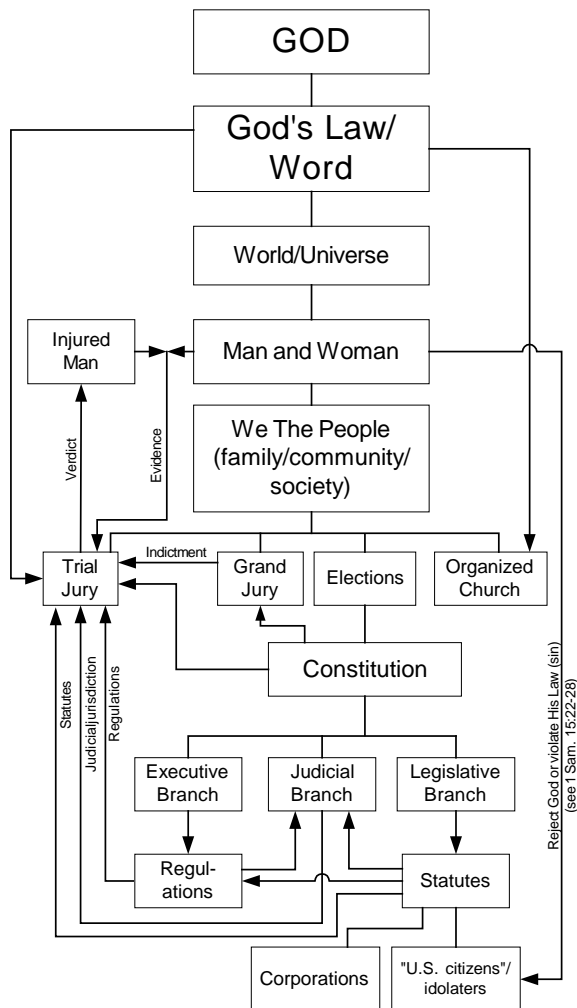 GOD
God's Law/
Word
World/Universe
Injured
Man
Man and Woman
We The People
(family/community/
society)
Verdict
Evidence
Trial
Jury
Indictment
Grand
Jury
Elections
Organized
Church
Constitution
Statutes
Judicialjurisdiction
Regulations
Reject God or violate His Law (sin)
(see 1 Sam. 15:22-28)
Executive
Branch
Judicial
Branch
Legislative
Branch
Regul-
ations
Statutes
Corporations
"U.S. citizens"/
idolaters